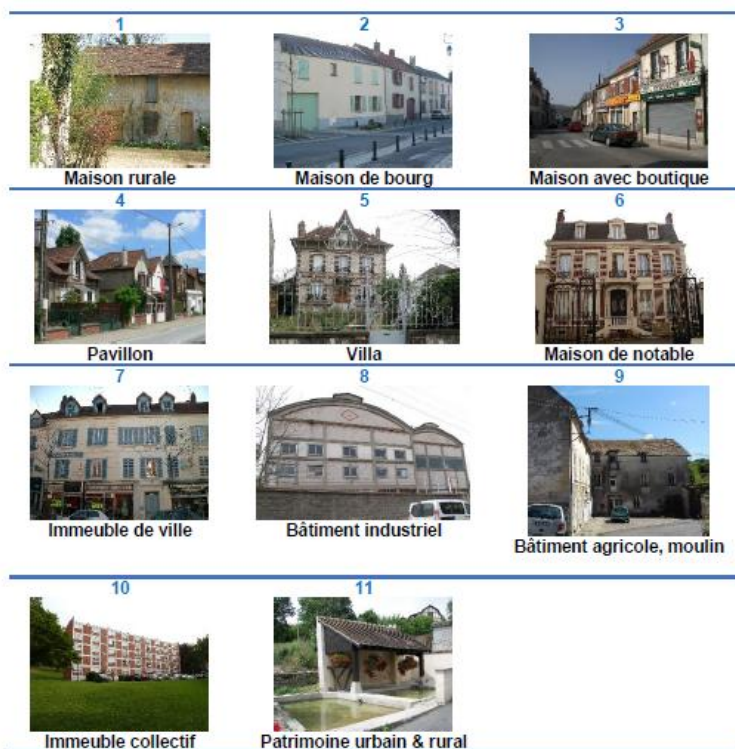 1 2 3
Maison rurale Maison de bourg Maison avec boutique
4 5 6
Pavillon Villa Maison de notable
7 8 9
Immeuble de ville Bâtiment industriel Bâtiment agricole, moulin
10 11
Immeuble collectif Patrimoine urbain & rural